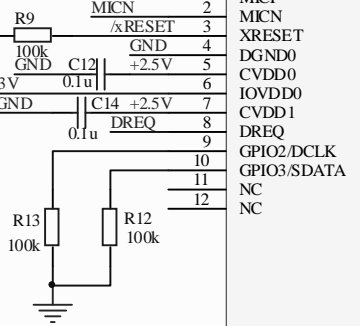 MICN 2 MICN
R9 /xRESET 3 XRESET
100k GND 4 DGND0
GND C12 +2.5V 5 CVDD0
0.1u 6 IOVDD0
GND C14 +2.5V 7 CVDD1
0.1u DREQ 8 DREQ
9 GPIO2/DCLK
10 GPIO3/SDATA
11 NC
12 NC
R13 R12
100k 100k